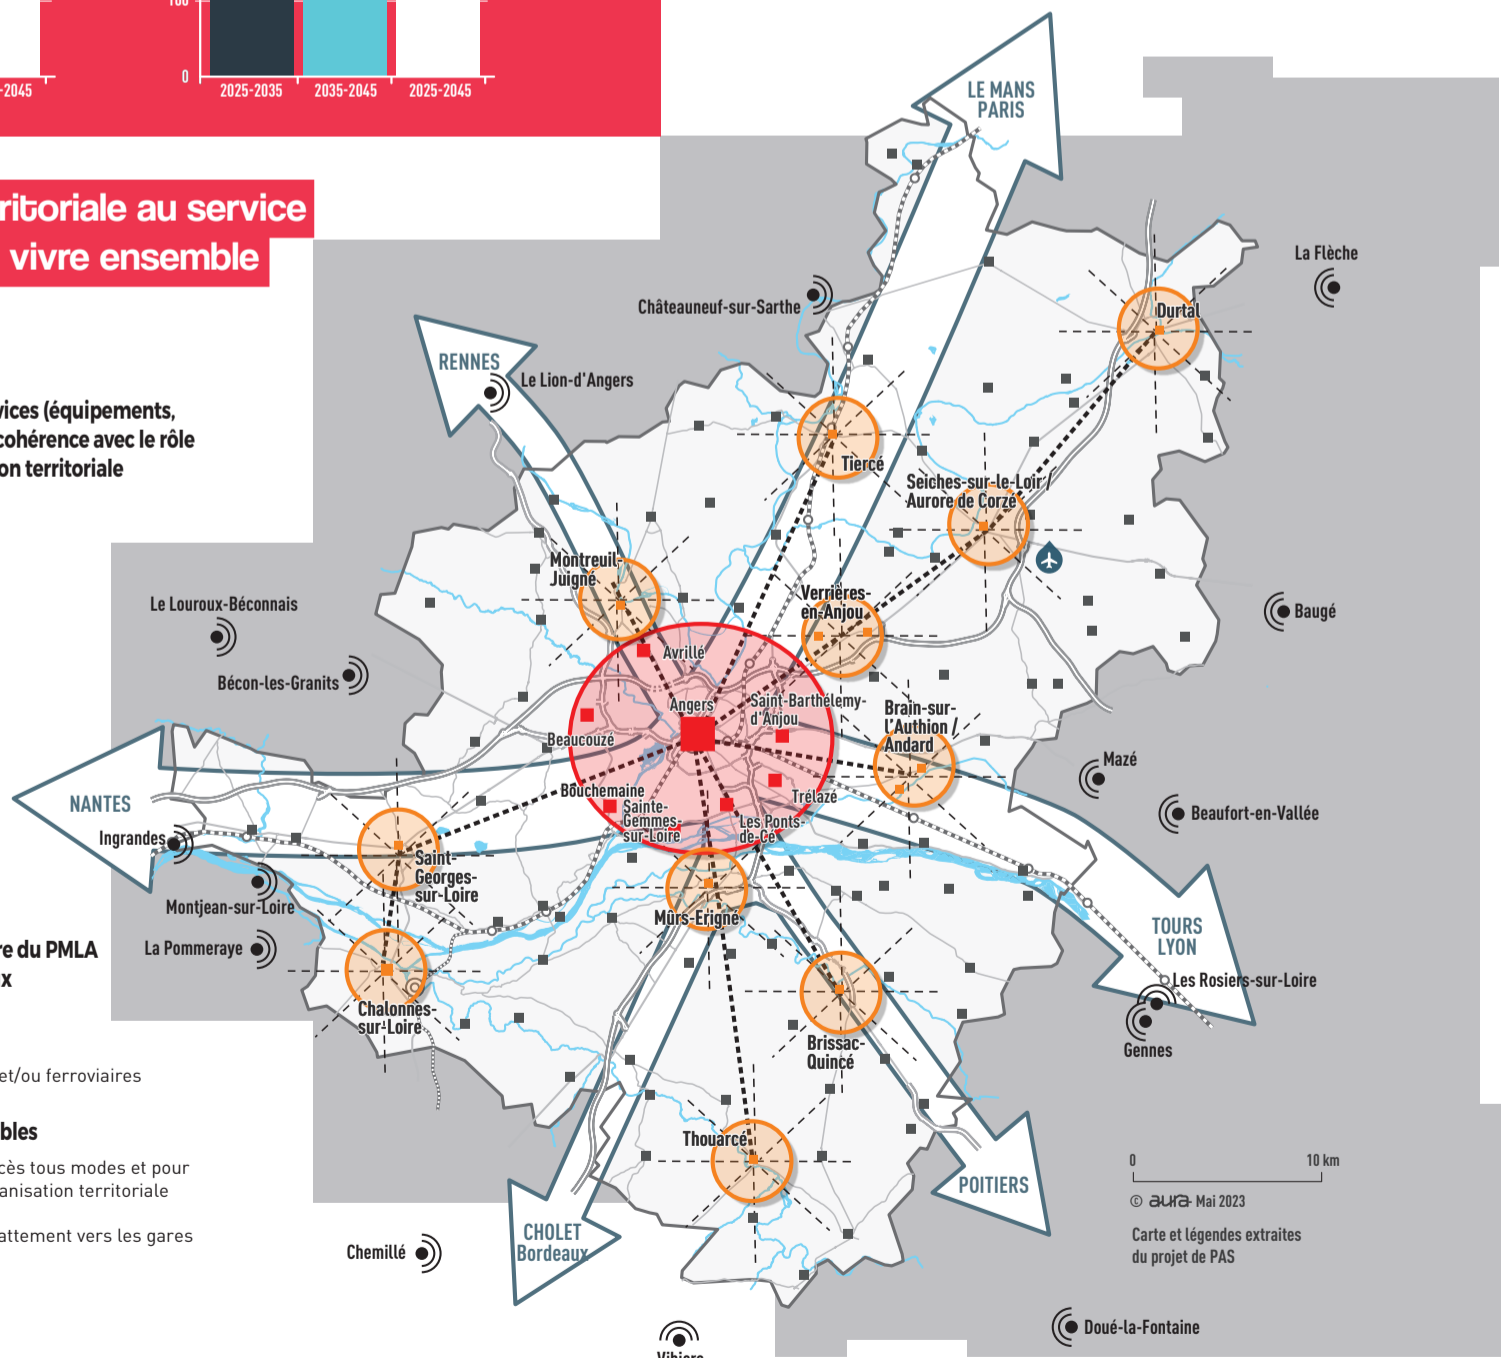 100
0
-2045
2025-2035
2035-2045
2025-2045
ritoriale au service
vivre ensemble
vices (équipements,
cohérence avec le rôle
on territoriale
re du PMLA
x
et/ou ferroviaires
bles
cès tous modes et pour
anisation territoriale
attement vers les gares
LE MANS
PARIS
La Flèche
Châteauneuf-sur-Sarthe
Durtal
RENNES
Le Lion-d'Angers
Tiercé
Seiches-sur-le-Loir /
Aurore de Corzé
Montreuil-
Juigné
Verrières-
en-Anjou
Le Louroux-Béconnais
Baugé
Avrillé
Bécon-les-Granits
Angers
Saint-Barthélemy-
d'Anjou
Brain-sur-
L'Authion /
Andard
Beaucouzé
Mazé
Bouchemaine
Trélazé
NANTES
Sainte-
Gemmes-
sur-Loire
Les Ponts-
de-Cé
Beaufort-en-Vallée
Ingrandes
Saint-
Georges-
sur-Loire
Montjean-sur-Loire
Mûrs-Erigné
TOURS
LYON
La Pommeraye
Les Rosiers-sur-Loire
Chalonnes-
sur-Loire
Brissac-
Quincé
Gennes
Thouarcé
POITIERS
0
10 km
© aura - Mai 2023
CHOLET
Bordeaux
Chemillé
Carte et légendes extraites
du projet de PAS
Doué-la-Fontaine
Vihiers